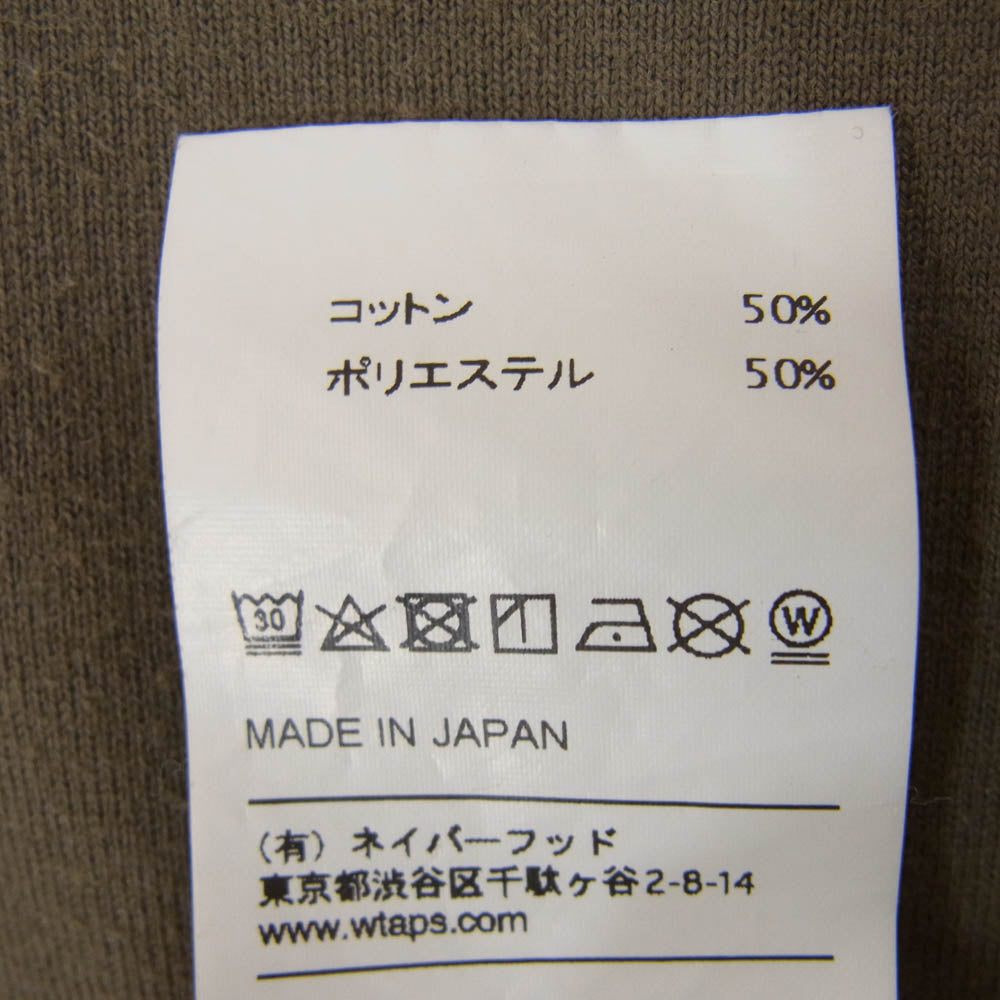 コットン 50%
ポリエステル 50%
30 W
MADE IN JAPAN
(有) ネイバーフッド
東京都渋谷区千駄ヶ谷2-8-14
www.wtaps.com